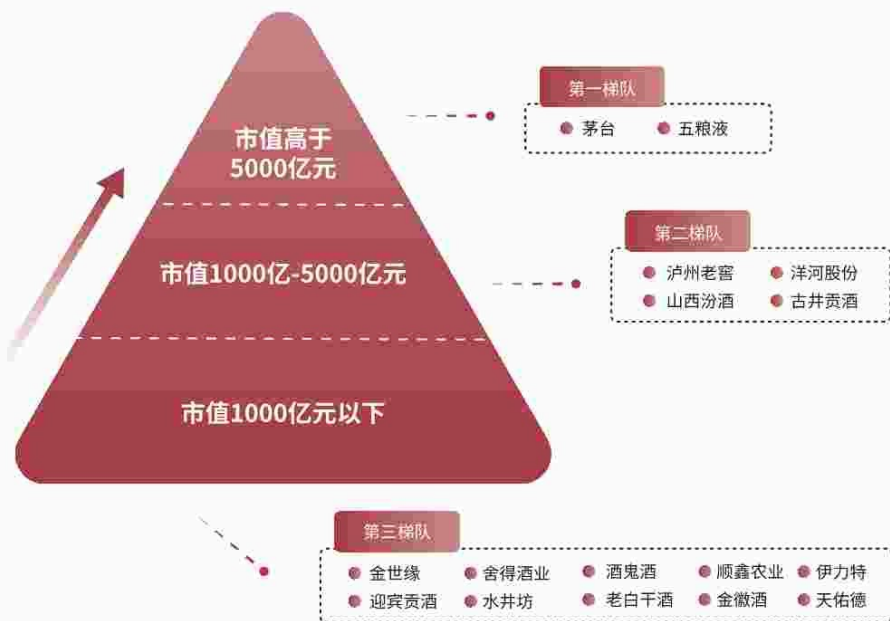 市值高于
5000亿元
市值1000亿-5000亿元
市值1000亿元以下
第一梯队
茅台 五粮液
第二梯队
泸州老窖 洋河股份
山西汾酒 古井贡酒
第三梯队
金世缘 舍得酒业 酒鬼酒 顺鑫农业 伊力特
迎宾贡酒 水井坊 老白干酒 金徽酒 天佑德